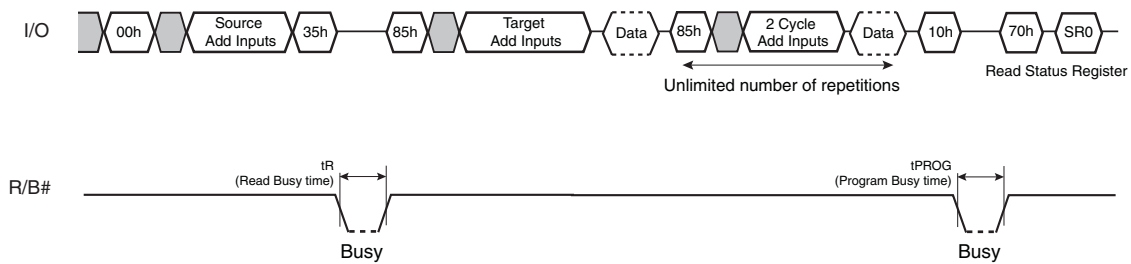 I/O
00h
Source
Add Inputs
35h
85h
Target
Add Inputs
Data
85h
2 Cycle
Add Inputs
Data
10h
70h
SR0
Unlimited number of repetitions
Read Status Register
R/B#
tR
(Read Busy time)
Busy
tPROG
(Program Busy time)
Busy